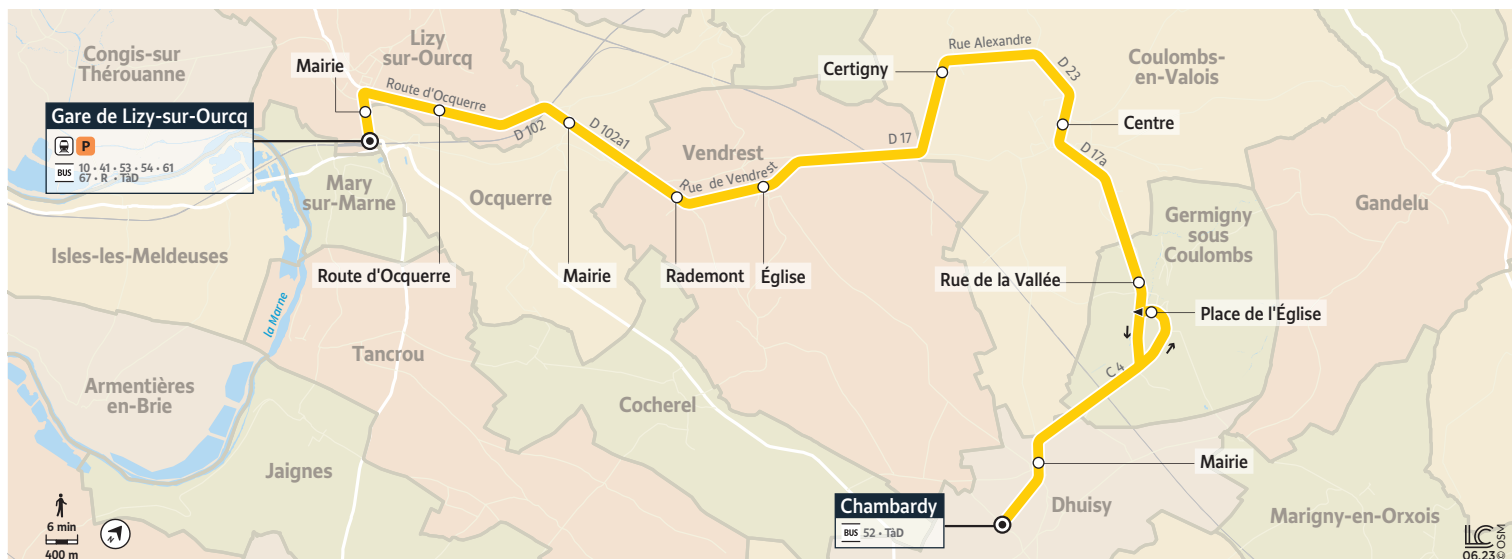 Congis-sur
Thérouanne
Lizy
sur-Ourcq
Mairie
Route d'Ocquerre
D 102
D 102a1
Gare de Lizy-sur-Ourcq
P
BUS 10 • 41 • 53 • 54 • 61
67 • R • TàD
Mary
sur-Marne
Ocquerre
Isles-les-Meldeuses
Route d'Ocquerre
Mairie
Rademont
Église
Vendrest
Rue de Vendrest
D 17
Certigny
Rue Alexandre
D 23
Coulombs-
en-Valois
Centre
D 17a
Germigny
sous
Coulombs
Gandelu
Rue de la Vallée
Place de l'Église
C 4
la Marne
Tancrou
Armentières
en-Brie
Cocherel
Jaignes
Mairie
Chambardy
BUS 52 • TàD
Dhuisy
Marigny-en-Orxois
6 min
400 m
LC
06.23
© OSM